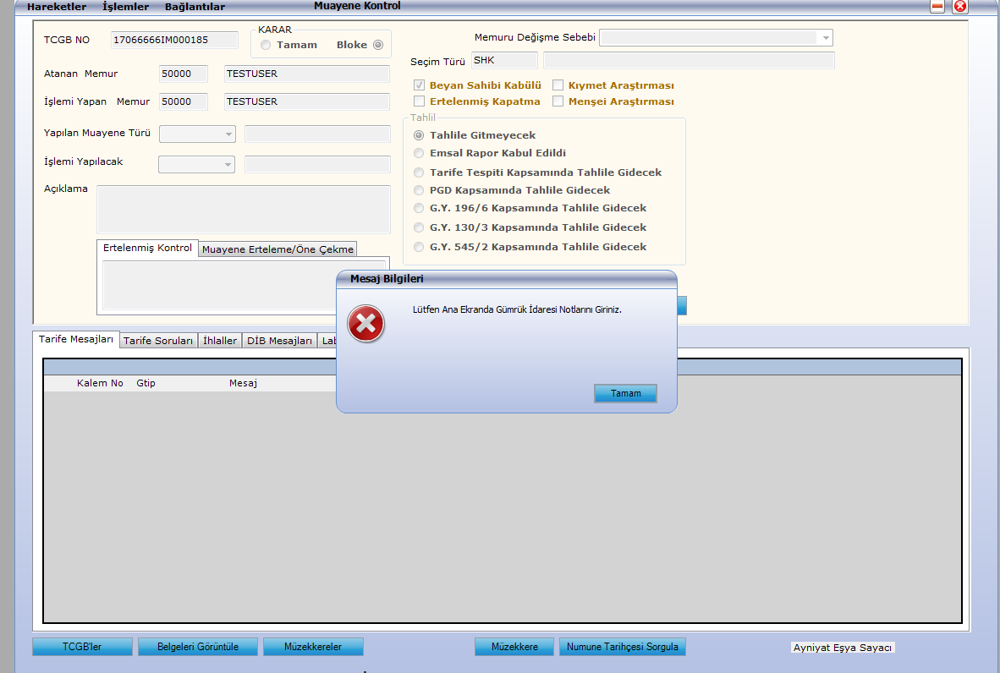 Hareketler İşlemler Bağlantılar Muayene Kontrol
TCGB NO 17066666IM000185
KARAR
Tamam Bloke
Memuru Değişme Sebebi
Seçim Türü SHK
Atanan Memur 50000 TESTUSER
İşlemi Yapan Memur 50000 TESTUSER
Yapılan Muayene Türü
İşlemi Yapılacak
Açıklama
Beyan Sahibi Kabülü Kıymet Araştırması
Ertelenmiş Kapatma Menşei Araştırması
Tahlil
Tahlile Gitmeyecek
Emsal Rapor Kabul Edildi
Tarife Tespiti Kapsamında Tahlile Gidecek
PGD Kapsamında Tahlile Gidecek
G.Y. 196/6 Kapsamında Tahlile Gidecek
G.Y. 130/3 Kapsamında Tahlile Gidecek
G.Y. 545/2 Kapsamında Tahlile Gidecek
Ertelenmiş Kontrol Muayene Erteleme/Öne Çekme
Mesaj Bilgileri
Lütfen Ana Ekranda Gümrük İdaresi Notlarını Giriniz.
Tamam
Tarife Mesajları Tarife Soruları İhlaller DİB Mesajları Lab
Kalem No Gtip Mesaj
TCGB'ler Belgeleri Görüntüle Müzekkereler Müzekkere Numune Tarihçesi Sorgula Ayniyat Eşya Sayacı